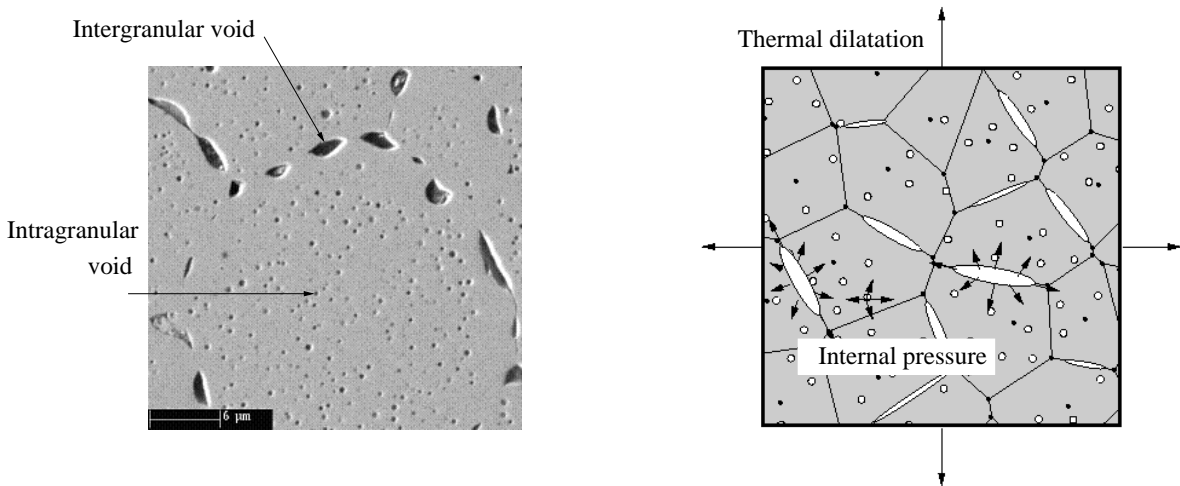 Intergranular void
Thermal dilatation
Intragranular
void
Internal pressure
6 µm